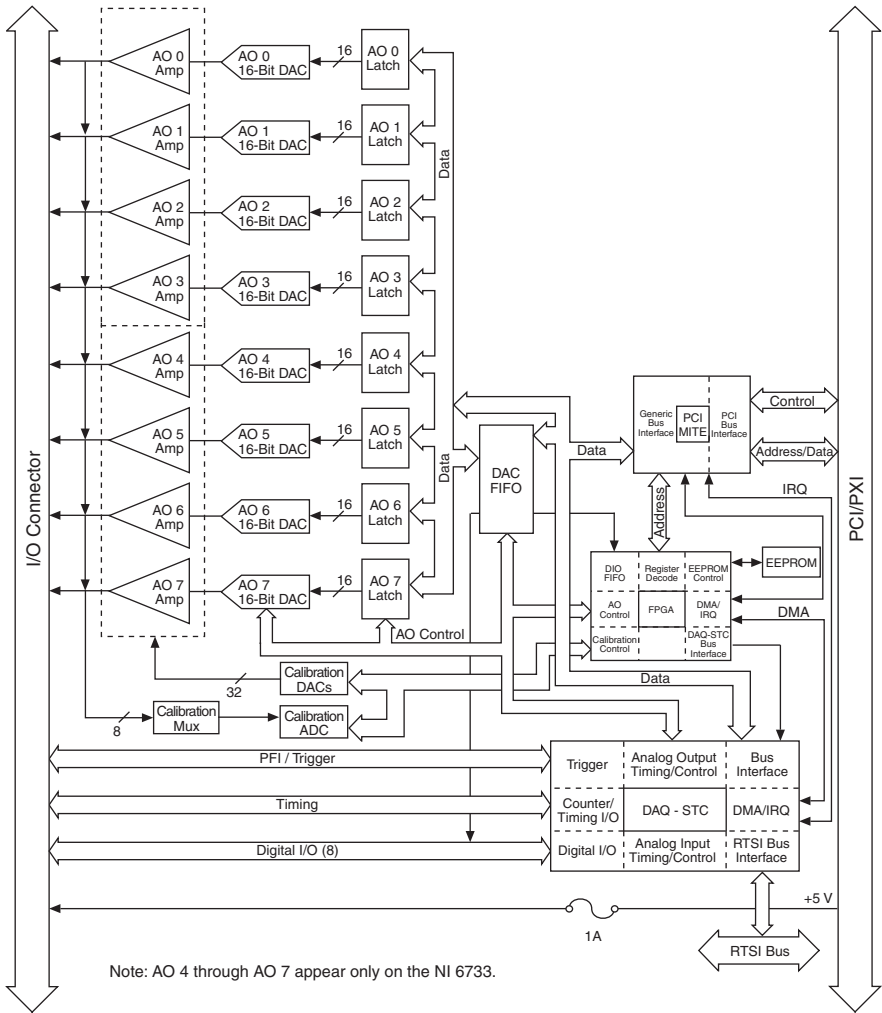 I/O Connector
AO 0
Amp
AO 0
16-Bit DAC
16
AO 0
Latch
AO 1
Amp
AO 1
16-Bit DAC
16
AO 1
Latch
Data
AO 2
Amp
AO 2
16-Bit DAC
16
AO 2
Latch
AO 3
Amp
AO 3
16-Bit DAC
16
AO 3
Latch
AO 4
Amp
AO 4
16-Bit DAC
16
AO 4
Latch
AO 5
Amp
AO 5
16-Bit DAC
16
AO 5
Latch
Data
AO 6
Amp
AO 6
16-Bit DAC
16
AO 6
Latch
AO 7
Amp
AO 7
16-Bit DAC
16
AO 7
Latch
AO Control
DAC
FIFO
Data
Generic
Bus
Interface
PCI
MITE
PCI
Bus
Interface
Control
Address/Data
IRQ
PCI/PXI
Address
DIO
FIFO
Register
Decode
EEPROM
Control
EEPROM
AO
Control
FPGA
DMA/
IRQ
DMA
Calibration
Control
DAQ-STC
Bus
Interface
Data
32
Calibration
DACs
8
Calibration
Mux
Calibration
ADC
PFI / Trigger
Trigger
Analog Output
Timing/Control
Bus
Interface
Timing
Counter/
Timing I/O
DAQ - STC
DMA/IRQ
Digital I/O (8)
Digital I/O
Analog Input
Timing/Control
RTSI Bus
Interface
+5 V
1A
RTSI Bus
Note: AO 4 through AO 7 appear only on the NI 6733.